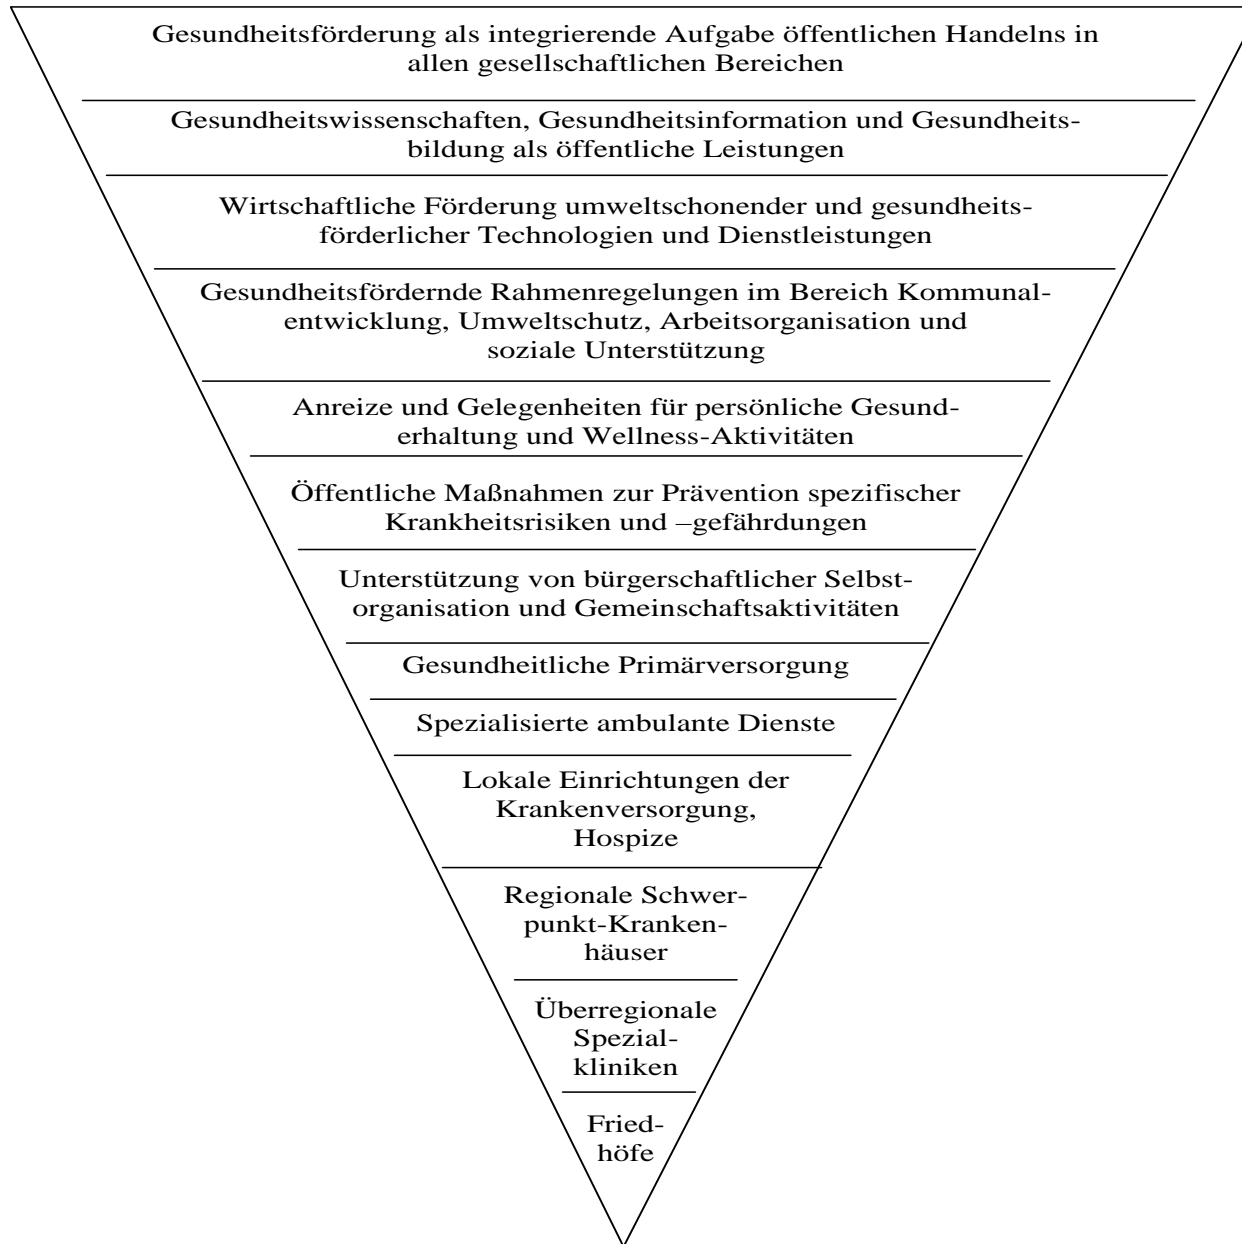 Gesundheitsförderung als integrierende Aufgabe öffentlichen Handelns in
allen gesellschaftlichen Bereichen
Gesundheitswissenschaften, Gesundheitsinformation und Gesundheits-
bildung als öffentliche Leistungen
Wirtschaftliche Förderung umweltschonender und gesundheits-
förderlicher Technologien und Dienstleistungen
Gesundheitsfördernde Rahmenregelungen im Bereich Kommunal-
entwicklung, Umweltschutz, Arbeitsorganisation und
soziale Unterstützung
Anreize und Gelegenheiten für persönliche Gesund-
erhaltung und Wellness-Aktivitäten
Öffentliche Maßnahmen zur Prävention spezifischer
Krankheitsrisiken und –gefährdungen
Unterstützung von bürgerschaftlicher Selbst-
organisation und Gemeinschaftsaktivitäten
Gesundheitliche Primärversorgung
Spezialisierte ambulante Dienste
Lokale Einrichtungen der
Krankenversorgung,
Hospize
Regionale Schwer-
punkt-Kranken-
häuser
Überregionale
Spezial-
kliniken
Fried-
höfe